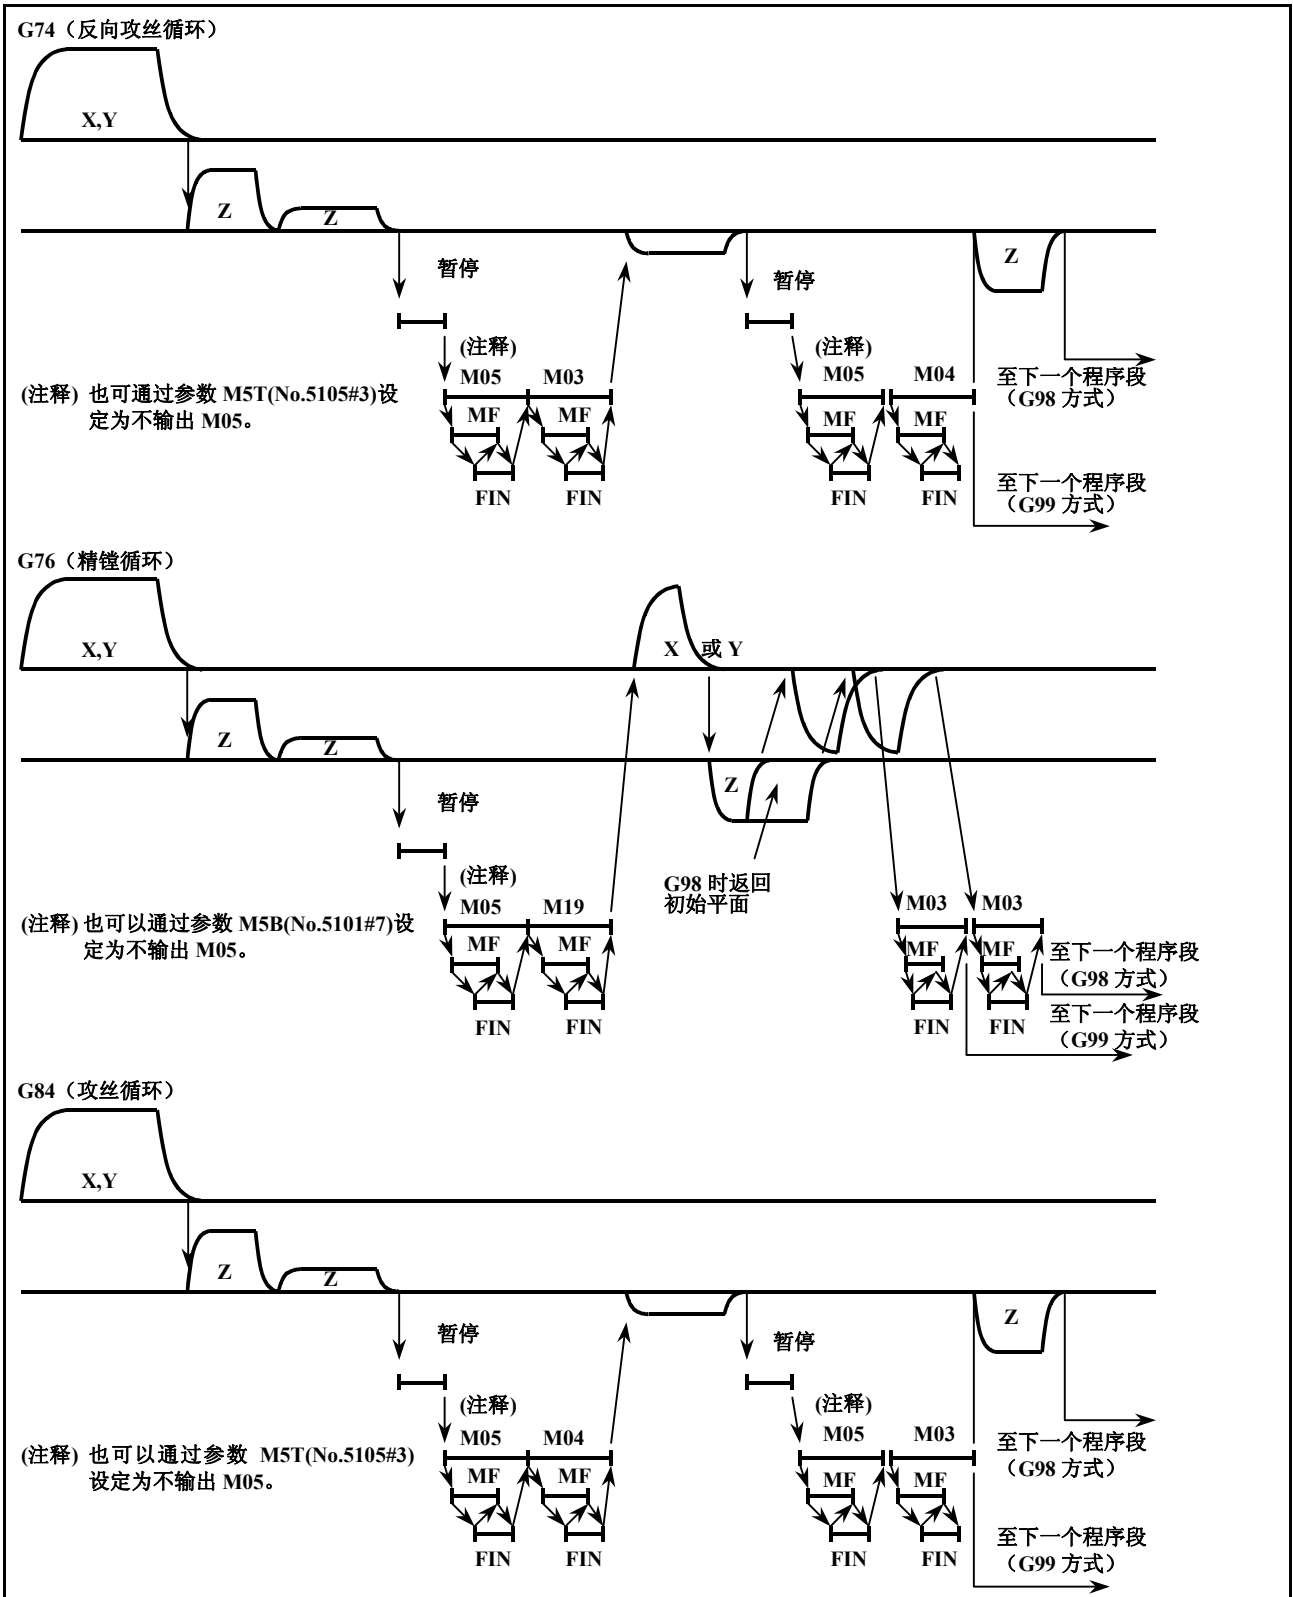 G74（反向攻丝循环）
X,Y
Z
Z
Z
暂停
暂停
(注释)
(注释)
M05
M03
M05
M04
至下一个程序段
（G98 方式）
(注释) 也可通过参数 M5T(No.5105#3)设
定为不输出 M05。
MF
MF
MF
MF
FIN
FIN
FIN
FIN
至下一个程序段
（G99 方式）
G76（精镗循环）
X,Y
X 或 Y
Z
Z
Z
暂停
G98 时返回
初始平面
(注释)
M05
M19
M03
M03
(注释) 也可以通过参数 M5B(No.5101#7)设
定为不输出 M05。
MF
MF
MF
MF
至下一个程序段
（G98 方式）
FIN
FIN
FIN
FIN
至下一个程序段
（G99 方式）
G84（攻丝循环）
X,Y
Z
Z
Z
暂停
暂停
(注释)
(注释)
M05
M04
M05
M03
至下一个程序段
（G98 方式）
(注释) 也可以通过参数 M5T(No.5105#3)
设定为不输出 M05。
MF
MF
MF
MF
FIN
FIN
FIN
FIN
至下一个程序段
（G99 方式）